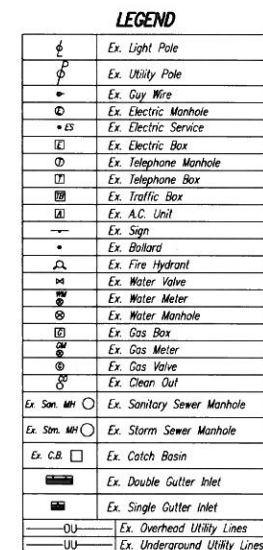 LEGEND
Ex. Light Pole
P Ex. Utility Pole
Ex. Guy Wire
E Ex. Electric Manhole
ES Ex. Electric Service
E Ex. Electric Box
T Ex. Telephone Manhole
T Ex. Telephone Box
TB Ex. Traffic Box
A Ex. A.C. Unit
Ex. Sign
Ex. Bollard
Ex. Fire Hydrant
Ex. Water Valve
WM Ex. Water Meter
Ex. Water Manhole
G Ex. Gas Box
GM Ex. Gas Meter
G Ex. Gas Valve
CO Ex. Clean Out
Ex. San. MH Ex. Sanitary Sewer Manhole
Ex. Stm. MH Ex. Storm Sewer Manhole
Ex. C.B. Ex. Catch Basin
Ex. Double Gutter Inlet
Ex. Single Gutter Inlet
OU Ex. Overhead Utility Lines
UU Ex. Underground Utility Lines